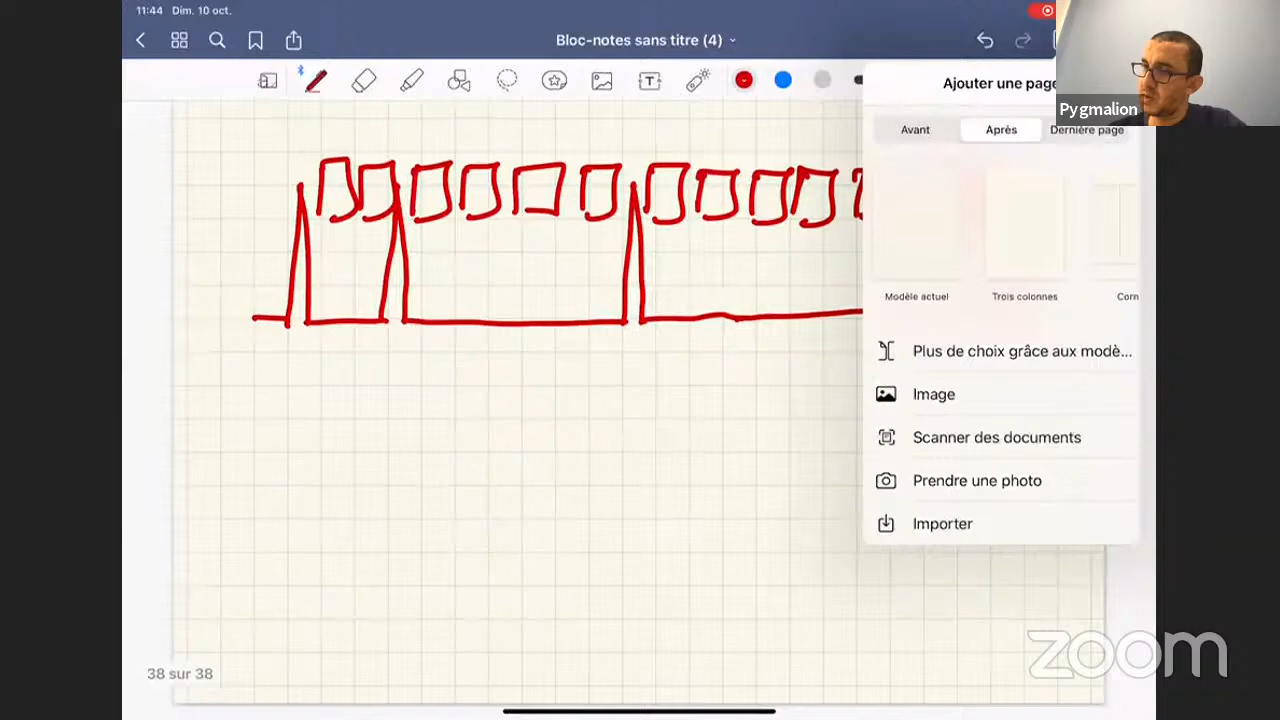 11:44 Dim. 10 oct.
Bloc-notes sans titre (4)
T
Ajouter une page
Pygmalion
Avant
Après
Dernière page
Modèle actuel
Trois colonnes
Corn
Plus de choix grâce aux modè...
Image
Scanner des documents
Prendre une photo
Importer
zoom
38 sur 38